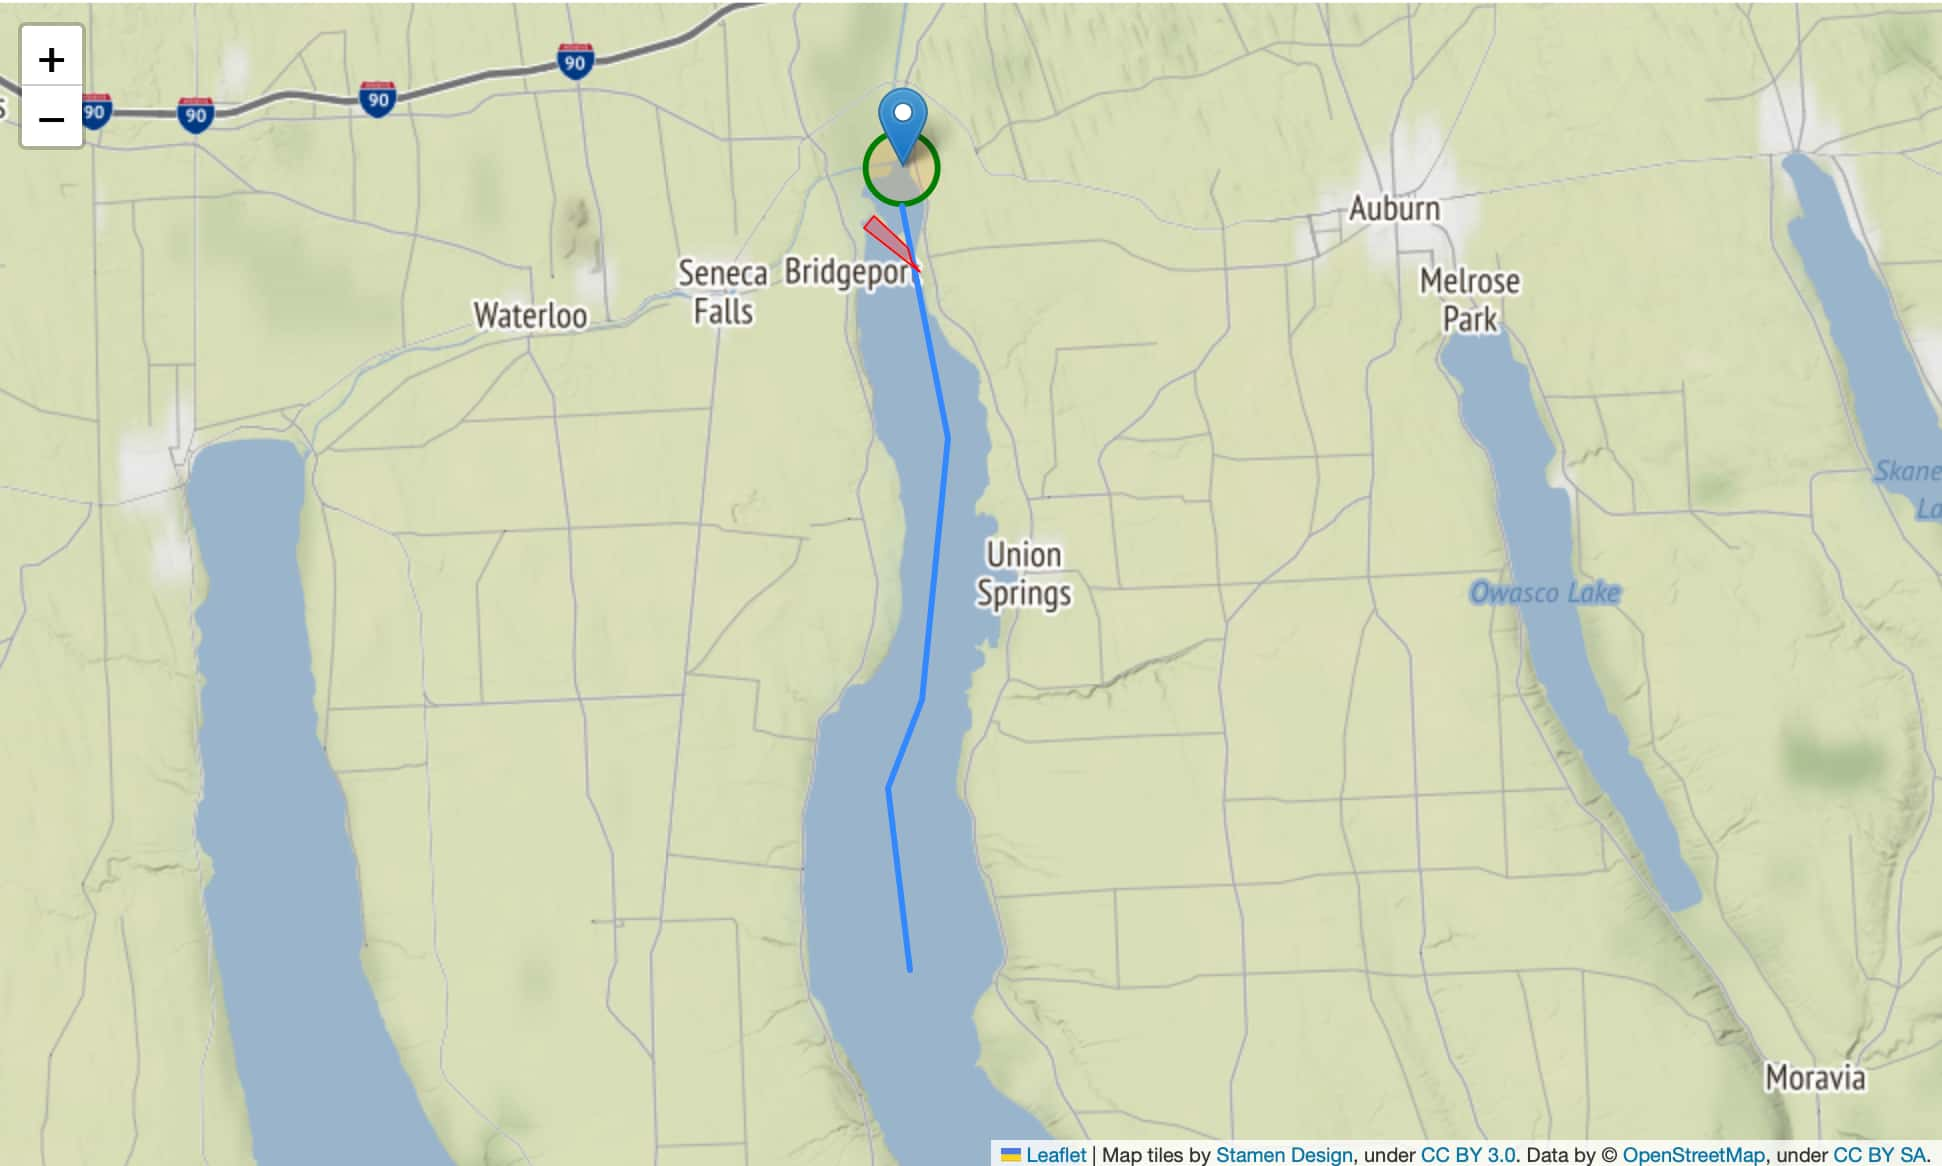 +
−
90
90
90
90
Auburn
Seneca
Falls
Bridgepor
Melrose
Park
Waterloo
Skane
La
Union
Springs
Owasco Lake
Moravia
Leaflet | Map tiles by Stamen Design, under CC BY 3.0. Data by © OpenStreetMap, under CC BY SA.